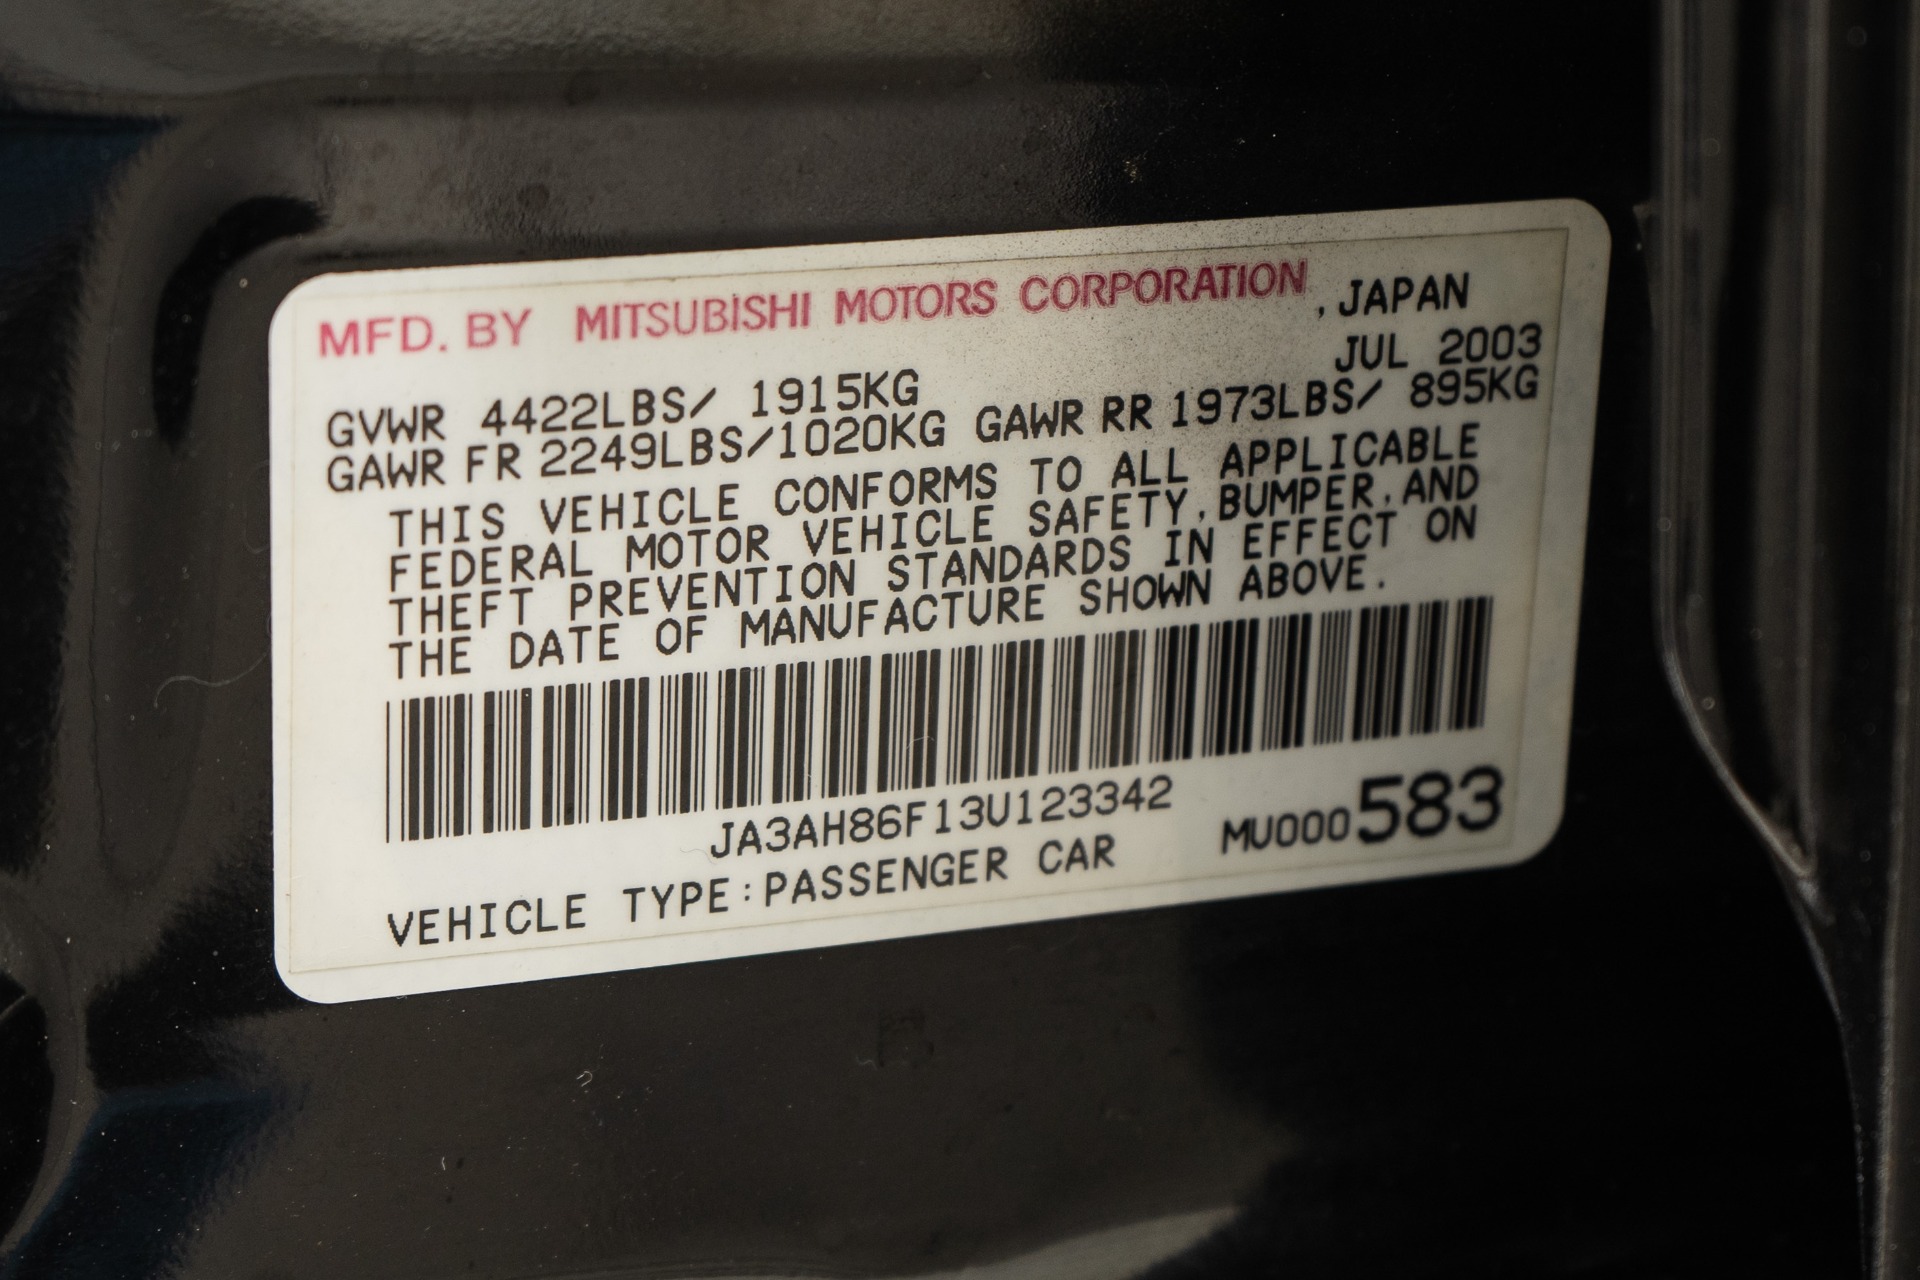 MFD. BY MITSUBISHI MOTORS CORPORATION , JAPAN
JUL 2003
GVWR 4422LBS/ 1915KG
GAWR FR 2249LBS/1020KG GAWR RR 1973LBS/ 895KG
THIS VEHICLE CONFORMS TO ALL APPLICABLE
FEDERAL MOTOR VEHICLE SAFETY, BUMPER, AND
THEFT PREVENTION STANDARDS IN EFFECT ON
THE DATE OF MANUFACTURE SHOWN ABOVE.
JA3AH86F13U123342
MU000583
VEHICLE TYPE:PASSENGER CAR